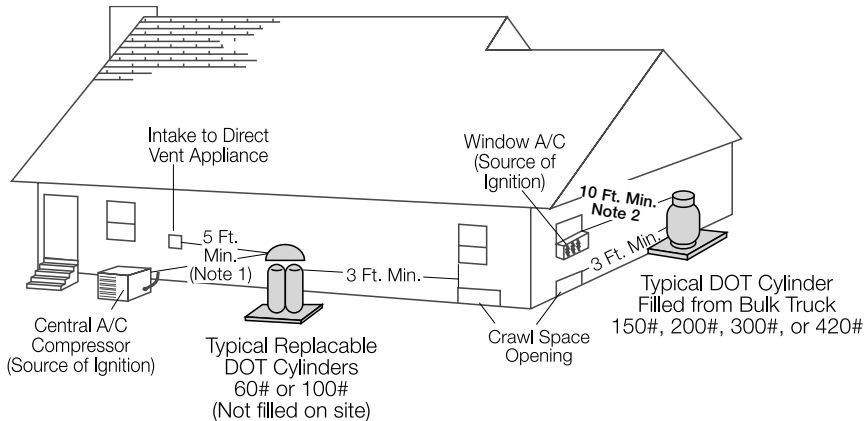 Intake to Direct
Vent Appliance
Window A/C
(Source of
Ignition)
10 Ft. Min.
Note 2
5 Ft.
Min.
(Note 1)
3 Ft. Min.
3 Ft. Min.
Central A/C
Compressor
(Source of Ignition)
Typical Replacable
DOT Cylinders
60# or 100#
(Not filled on site)
Crawl Space
Opening
Typical DOT Cylinder
Filled from Bulk Truck
150#, 200#, 300#, or 420#